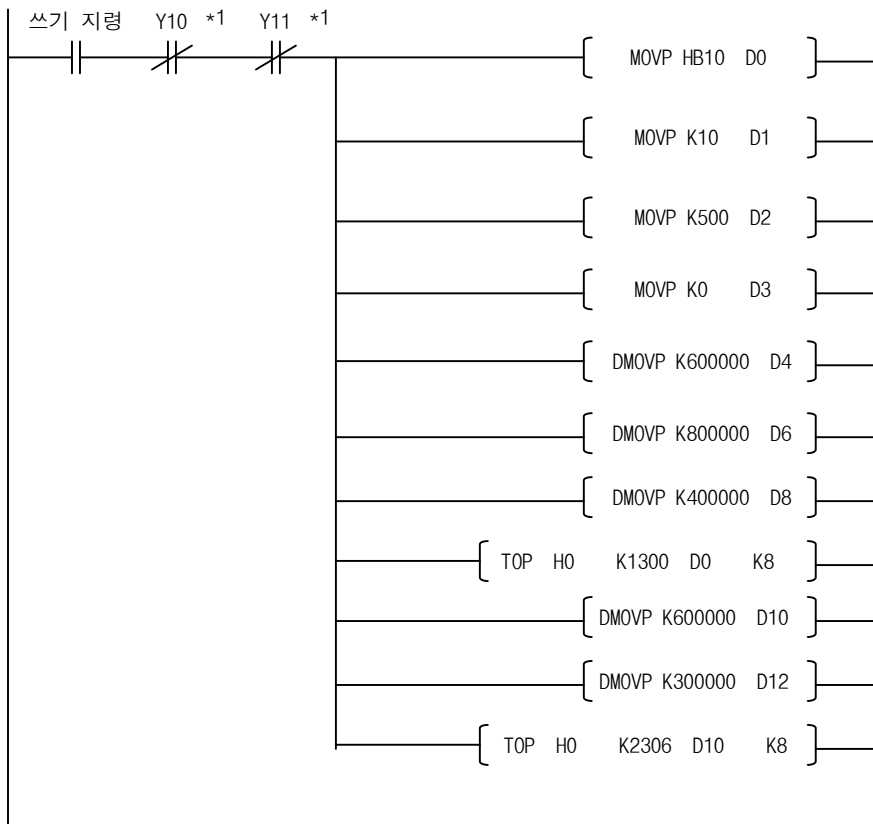 쓰기 지령 Y10 *1 Y11 *1
MOVP HB10 D0
MOVP K10 D1
MOVP K500 D2
MOVP K0 D3
DMOVP K600000 D4
DMOVP K800000 D6
DMOVP K400000 D8
TOP H0 K1300 D0 K8
DMOVP K600000 D10
DMOVP K300000 D12
TOP H0 K2306 D10 K8